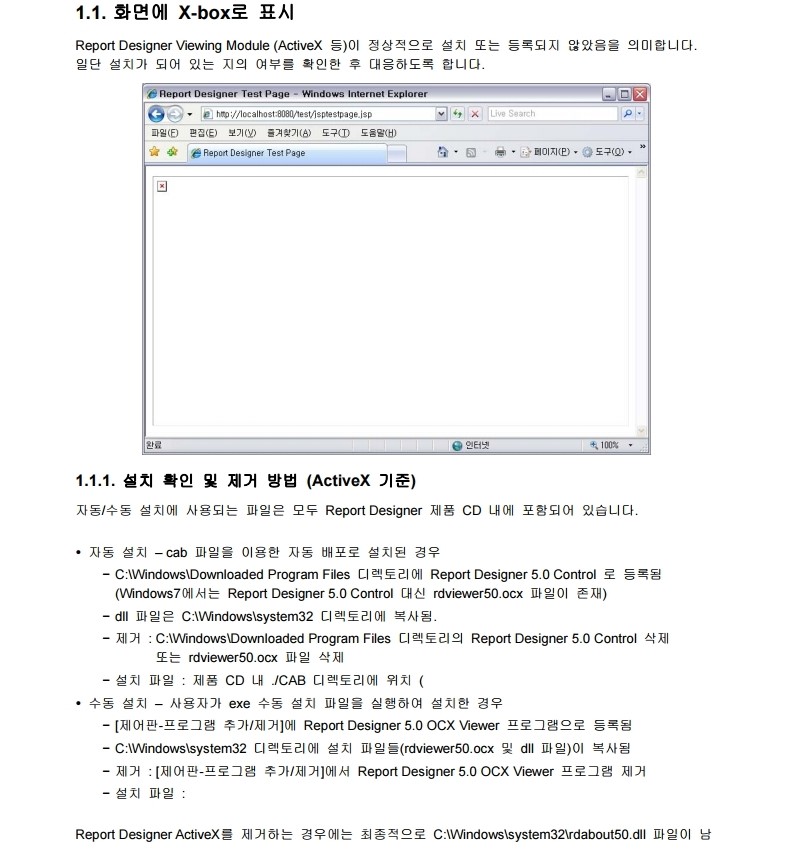 1.1. 화면에 X-box로 표시
Report Designer Viewing Module (ActiveX 등)이 정상적으로 설치 또는 등록되지 않았음을 의미합니다.
일단 설치가 되어 있는 지의 여부를 확인한 후 대응하도록 합니다.
Report Designer Test Page - Windows Internet Explorer
http://localhost:8080/test/jsptestpage.jsp
Live Search
파일(F) 편집(E) 보기(V) 즐겨찾기(A) 도구(T) 도움말(H)
Report Designer Test Page
페이지(P) 도구(O) »
완료
인터넷
100%
1.1.1. 설치 확인 및 제거 방법 (ActiveX 기준)
자동/수동 설치에 사용되는 파일은 모두 Report Designer 제품 CD 내에 포함되어 있습니다.
• 자동 설치 – cab 파일을 이용한 자동 배포로 설치된 경우
– C:\Windows\Downloaded Program Files 디렉토리에 Report Designer 5.0 Control 로 등록됨
(Windows7에서는 Report Designer 5.0 Control 대신 rdviewer50.ocx 파일이 존재)
– dll 파일은 C:\Windows\system32 디렉토리에 복사됨.
– 제거 : C:\Windows\Downloaded Program Files 디렉토리의 Report Designer 5.0 Control 삭제
또는 rdviewer50.ocx 파일 삭제
– 설치 파일 : 제품 CD 내 ./CAB 디렉토리에 위치 (
• 수동 설치 – 사용자가 exe 수동 설치 파일을 실행하여 설치한 경우
– [제어판-프로그램 추가/제거]에 Report Designer 5.0 OCX Viewer 프로그램으로 등록됨
– C:\Windows\system32 디렉토리에 설치 파일들(rdviewer50.ocx 및 dll 파일)이 복사됨
– 제거 : [제어판-프로그램 추가/제거]에서 Report Designer 5.0 OCX Viewer 프로그램 제거
– 설치 파일 :
Report Designer ActiveX를 제거하는 경우에는 최종적으로 C:\Windows\system32\rdabout50.dll 파일이 남